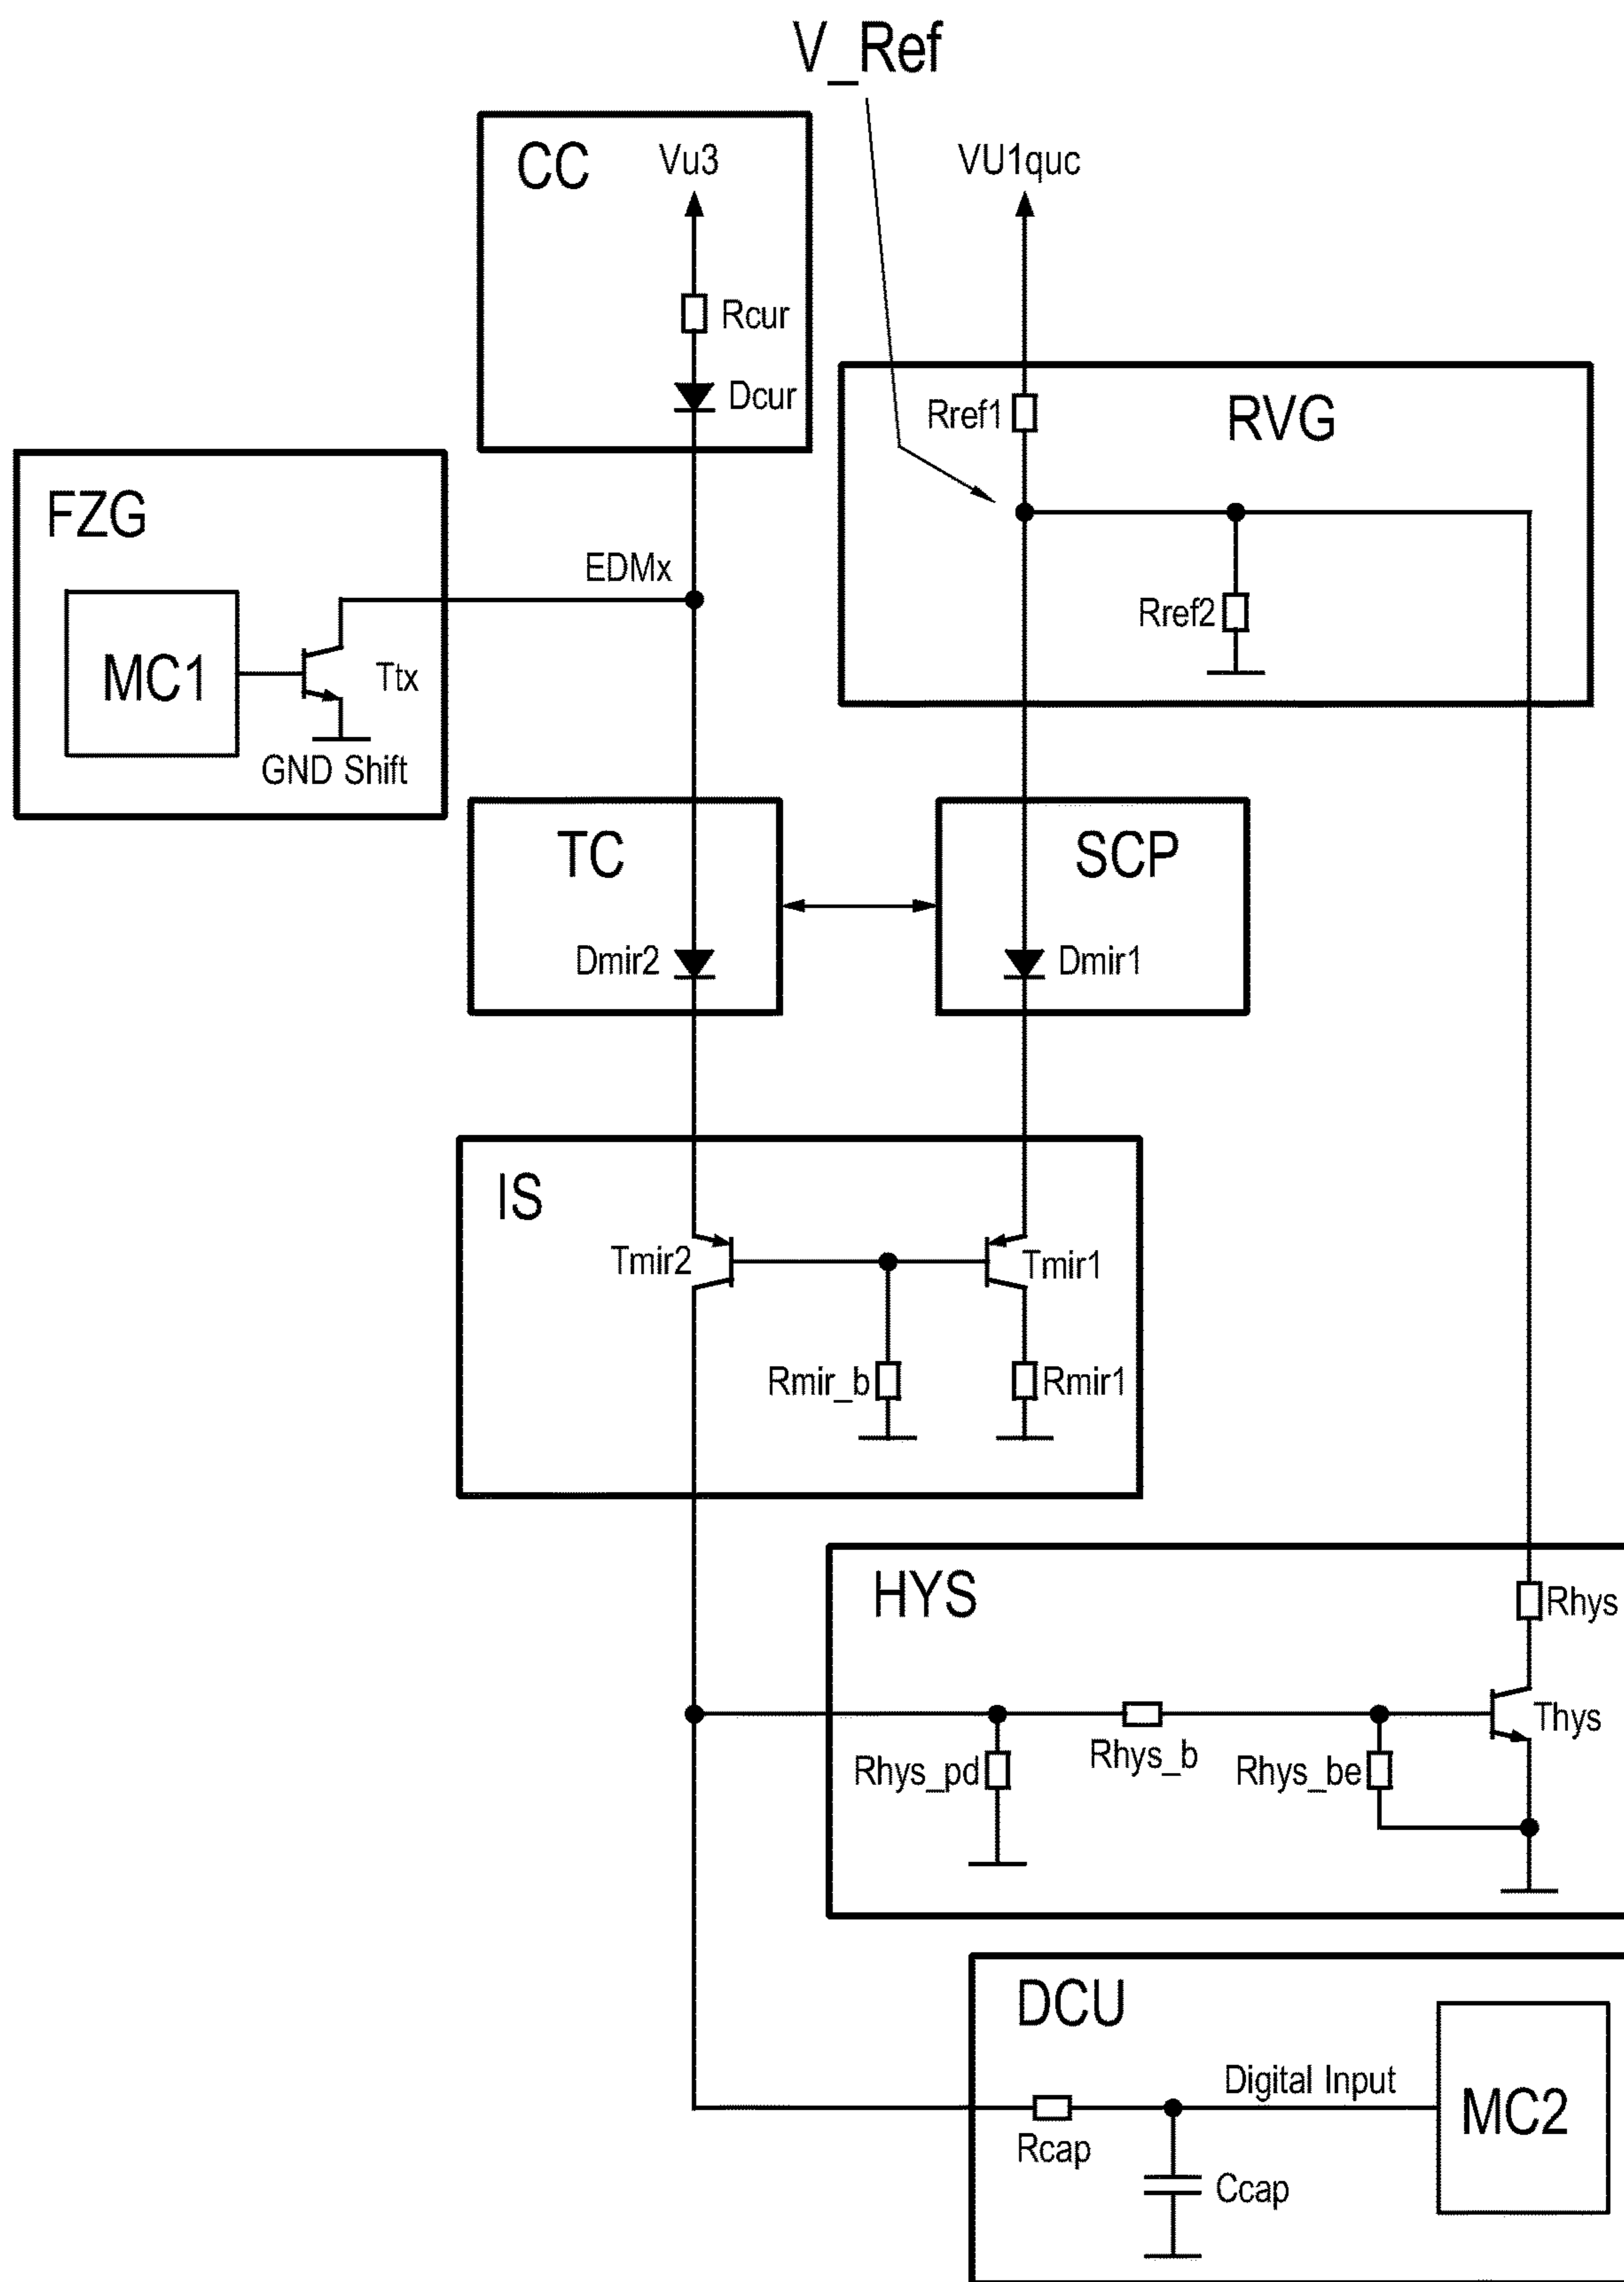 V_Ref
CC
Vu3
VU1quc
Rcur
Dcur
Rref1
RVG
FZG
EDMx
Rref2
MC1
Ttx
GND Shift
TC
SCP
Dmir2
Dmir1
IS
Tmir2
Tmir1
Rmir_b
Rmir1
HYS
Rhys
Thys
Rhys_b
Rhys_pd
Rhys_be
DCU
Digital Input
MC2
Rcap
Ccap